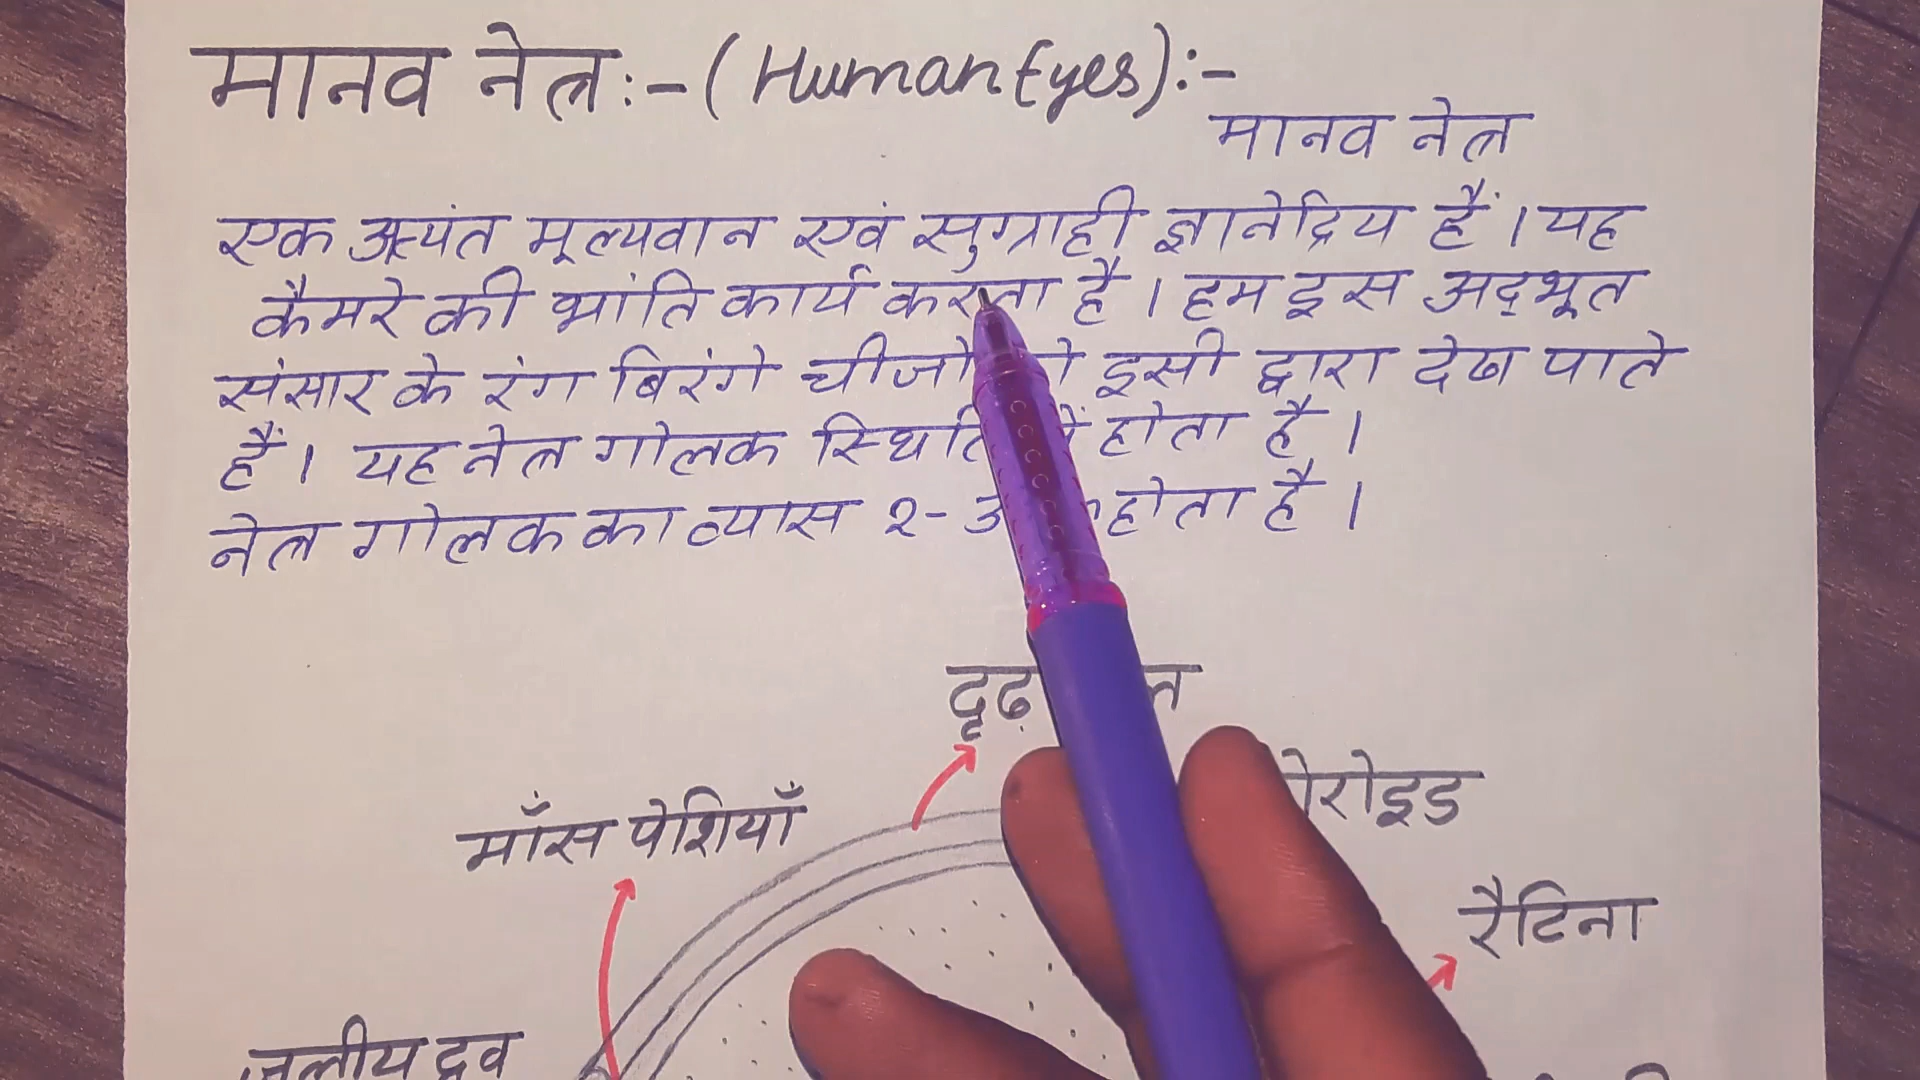 मानव नेत्र:-(Human Eyes):-
मानव नेत्र
एक अत्यंत मूल्यवान एवं सुग्राही ज्ञानेद्रिय हैं। यह
कैमरे की भांति कार्य करता है। हम इस अद्‌भूत
संसार के रंग बिरंगे चीजो इसी द्वारा देख पाते
हैं। यह नेत्र गोलक होता है।
नेत्र गोलक का व्यास २- होता है।
माँस पेशियाँ
रैटिना
जलीय द्रव